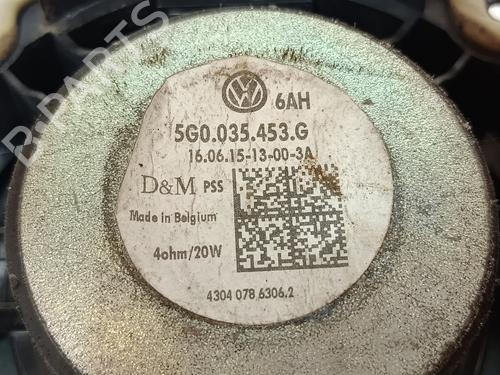 B-PARTS
6AH
5G0.035.453.G
16.06.15-13-00-3A
D&M PSS
Made in Belgium
4ohm/20W
4304 078 6306.2